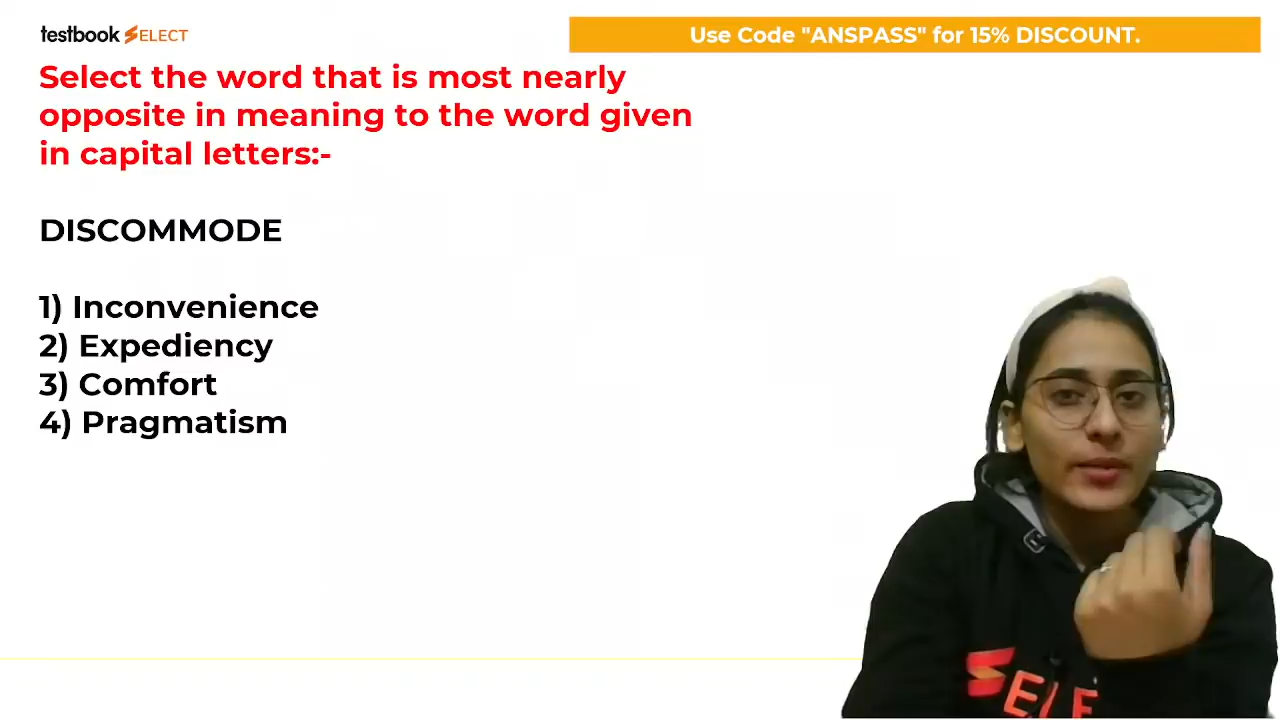 testbook SELECT
Use Code "ANSPASS" for 15% DISCOUNT.
Select the word that is most nearly
opposite in meaning to the word given
in capital letters:-
DISCOMMODE
1) Inconvenience
2) Expediency
3) Comfort
4) Pragmatism
SELE